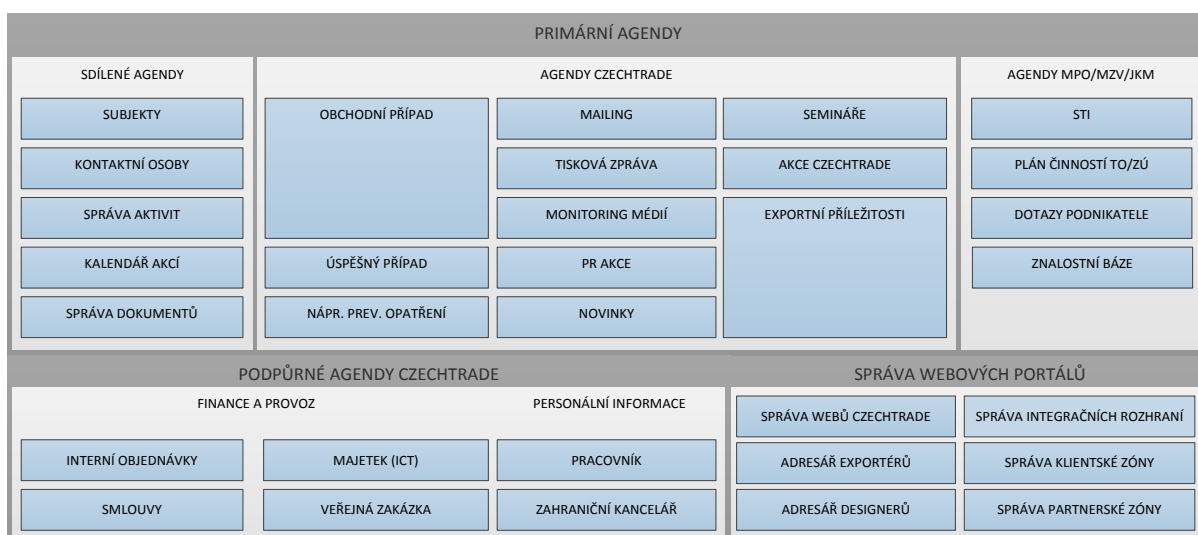 PRIMÁRNÍ AGENDY
SDÍLENÉ AGENDY
SUBJEKTY
KONTAKTNÍ OSOBY
SPRÁVA AKTIVIT
KALENDÁŘ AKCÍ
SPRÁVA DOKUMENTŮ
AGENDY CZECHTRADE
OBCHODNÍ PŘÍPAD
ÚSPĚŠNÝ PŘÍPAD
NÁPR. PREV. OPATŘENÍ
MAILING
TISKOVÁ ZPRÁVA
MONITORING MÉDIÍ
PR AKCE
NOVINKY
SEMINÁŘE
AKCE CZECHTRADE
EXPORTNÍ PŘÍLEŽITOSTI
AGENDY MPO/MZV/JKM
STI
PLÁN ČINNOSTÍ TO/ZÚ
DOTAZY PODNIKATELE
ZNALOSTNÍ BÁZE
PODPŮRNÉ AGENDY CZECHTRADE
FINANCE A PROVOZ
INTERNÍ OBJEDNÁVKY
MAJETEK (ICT)
SMLOUVY
VEŘEJNÁ ZAKÁZKA
PERSONÁLNÍ INFORMACE
PRACOVNÍK
ZAHRANIČNÍ KANCELÁŘ
SPRÁVA WEBOVÝCH PORTÁLŮ
SPRÁVA WEBŮ CZECHTRADE
SPRÁVA INTEGRAČNÍCH ROZHRANÍ
ADRESÁŘ EXPORTÉRŮ
SPRÁVA KLIENTSKÉ ZÓNY
ADRESÁŘ DESIGNERŮ
SPRÁVA PARTNERSKÉ ZÓNY